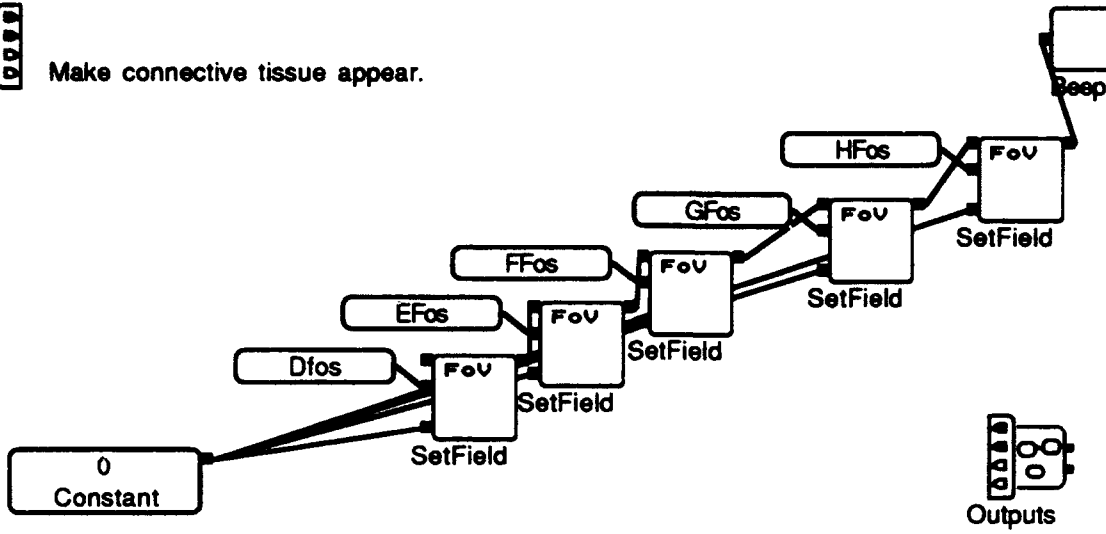 Make connective tissue appear.
Beep
HFos
FoV
SetField
GFos
FoV
SetField
FFos
FoV
SetField
EFos
FoV
SetField
Dfos
FoV
SetField
0
Constant
Outputs